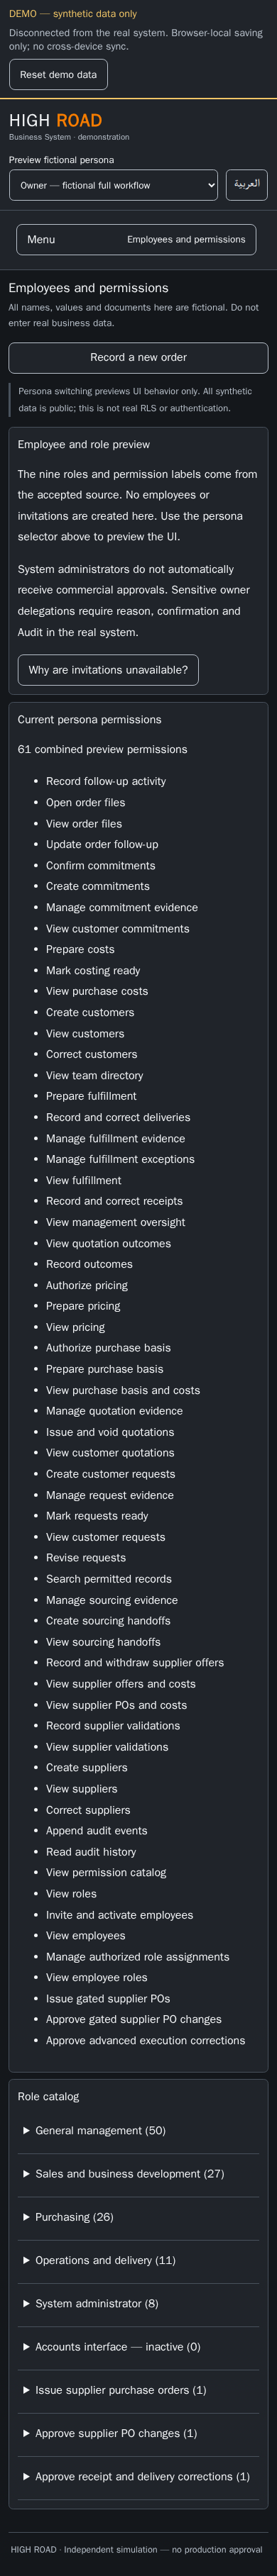 DEMO — synthetic data only
Disconnected from the real system. Browser-local saving
only; no cross-device sync.
Reset demo data
HIGH ROAD
Business System · demonstration
Preview fictional persona
Owner — fictional full workflow
العربية
Menu
Employees and permissions
Employees and permissions
All names, values and documents here are fictional. Do not
enter real business data.
Record a new order
Persona switching previews UI behavior only. All synthetic
data is public; this is not real RLS or authentication.
Employee and role preview
The nine roles and permission labels come from
the accepted source. No employees or
invitations are created here. Use the persona
selector above to preview the UI.
System administrators do not automatically
receive commercial approvals. Sensitive owner
delegations require reason, confirmation and
Audit in the real system.
Why are invitations unavailable?
Current persona permissions
61 combined preview permissions
• Record follow-up activity
• Open order files
• View order files
• Update order follow-up
• Confirm commitments
• Create commitments
• Manage commitment evidence
• View customer commitments
• Prepare costs
• Mark costing ready
• View purchase costs
• Create customers
• View customers
• Correct customers
• View team directory
• Prepare fulfillment
• Record and correct deliveries
• Manage fulfillment evidence
• Manage fulfillment exceptions
• View fulfillment
• Record and correct receipts
• View management oversight
• View quotation outcomes
• Record outcomes
• Authorize pricing
• Prepare pricing
• View pricing
• Authorize purchase basis
• Prepare purchase basis
• View purchase basis and costs
• Manage quotation evidence
• Issue and void quotations
• View customer quotations
• Create customer requests
• Manage request evidence
• Mark requests ready
• View customer requests
• Revise requests
• Search permitted records
• Manage sourcing evidence
• Create sourcing handoffs
• View sourcing handoffs
• Record and withdraw supplier offers
• View supplier offers and costs
• View supplier POs and costs
• Record supplier validations
• View supplier validations
• Create suppliers
• View suppliers
• Correct suppliers
• Append audit events
• Read audit history
• View permission catalog
• View roles
• Invite and activate employees
• View employees
• Manage authorized role assignments
• View employee roles
• Issue gated supplier POs
• Approve gated supplier PO changes
• Approve advanced execution corrections
Role catalog
▶ General management (50)
▶ Sales and business development (27)
▶ Purchasing (26)
▶ Operations and delivery (11)
▶ System administrator (8)
▶ Accounts interface — inactive (0)
▶ Issue supplier purchase orders (1)
▶ Approve supplier PO changes (1)
▶ Approve receipt and delivery corrections (1)
HIGH ROAD · Independent simulation — no production approval